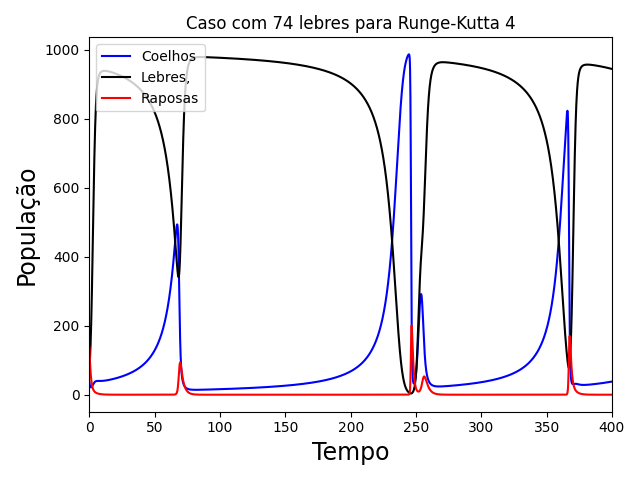 Caso com 74 lebres para Runge-Kutta 4
Coelhos
Lebres,
Raposas
População
1000
800
600
400
200
0
0 50 100 150 200 250 300 350 400
Tempo